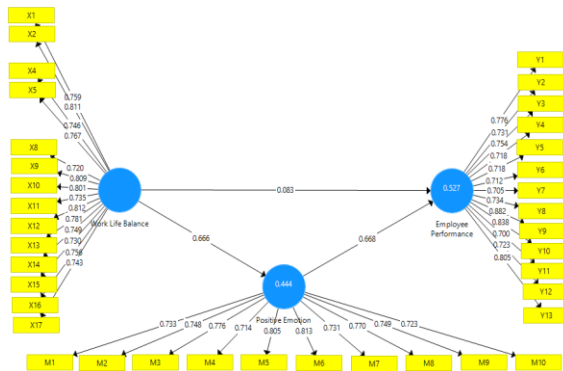 X1
X2
X4
X5
X8
X9
X10
X11
X12
X13
X14
X15
X16
X17
0.759
0.811
0.746
0.767
0.720
0.809
0.801
0.735
0.812
0.781
0.749
0.730
0.756
0.743
Work Life Balance
0.083
0.666
0.668
0.444
Positive Emotion
0.733
0.748
0.776
0.714
0.805
0.813
0.731
0.770
0.749
0.723
M1
M2
M3
M4
M5
M6
M7
M8
M9
M10
0.527
Employee
Performance
0.776
0.731
0.754
0.718
0.718
0.712
0.705
0.734
0.882
0.838
0.700
0.723
0.805
Y1
Y2
Y3
Y4
Y5
Y6
Y7
Y8
Y9
Y10
Y11
Y12
Y13